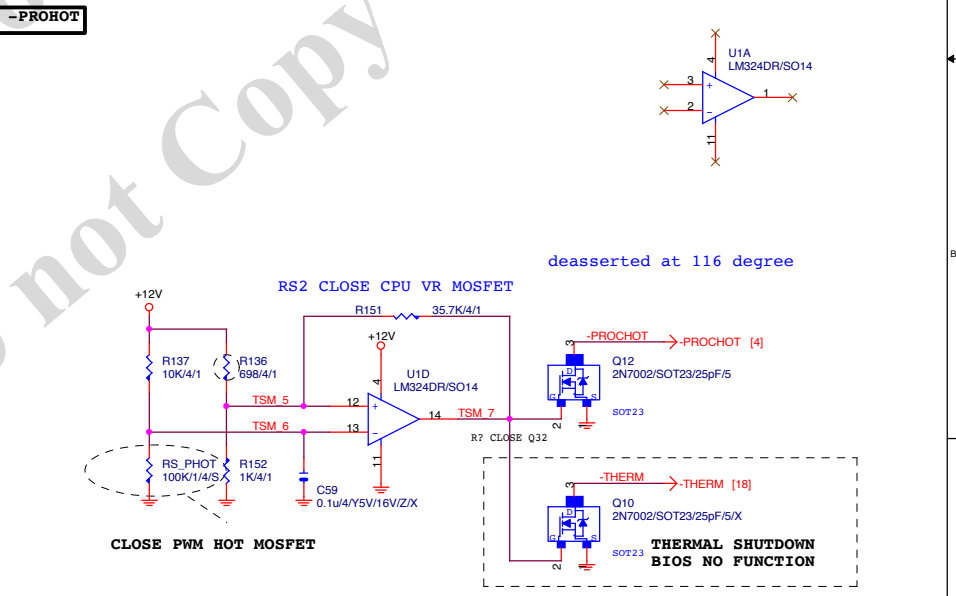 -PROHOT
not Copy
U1A
LM324DR/SO14
4
3
+
1
2
-
11
B
deasserted at 116 degree
RS2 CLOSE CPU VR MOSFET
+12V
R151
35.7K/4/1
+12V
-PROCHOT
-PROCHOT [4]
3
R137
10K/4/1
R136
698/4/1
U1D
LM324DR/SO14
4
D
Q12
2N7002/SOT23/25pF/5
TSM_5
12
+
G
S
SOT23
14
TSM_7
TSM_6
13
-
2
1
R? CLOSE Q32
11
RS_PHOT
100K/1/4/S
R152
1K/4/1
C59
0.1u/4/Y5V/16V/Z/X
-THERM
-THERM [18]
3
Q10
2N7002/SOT23/25pF/5/X
D
G
S
SOT23
2
1
CLOSE PWM HOT MOSFET
THERMAL SHUTDOWN
BIOS NO FUNCTION